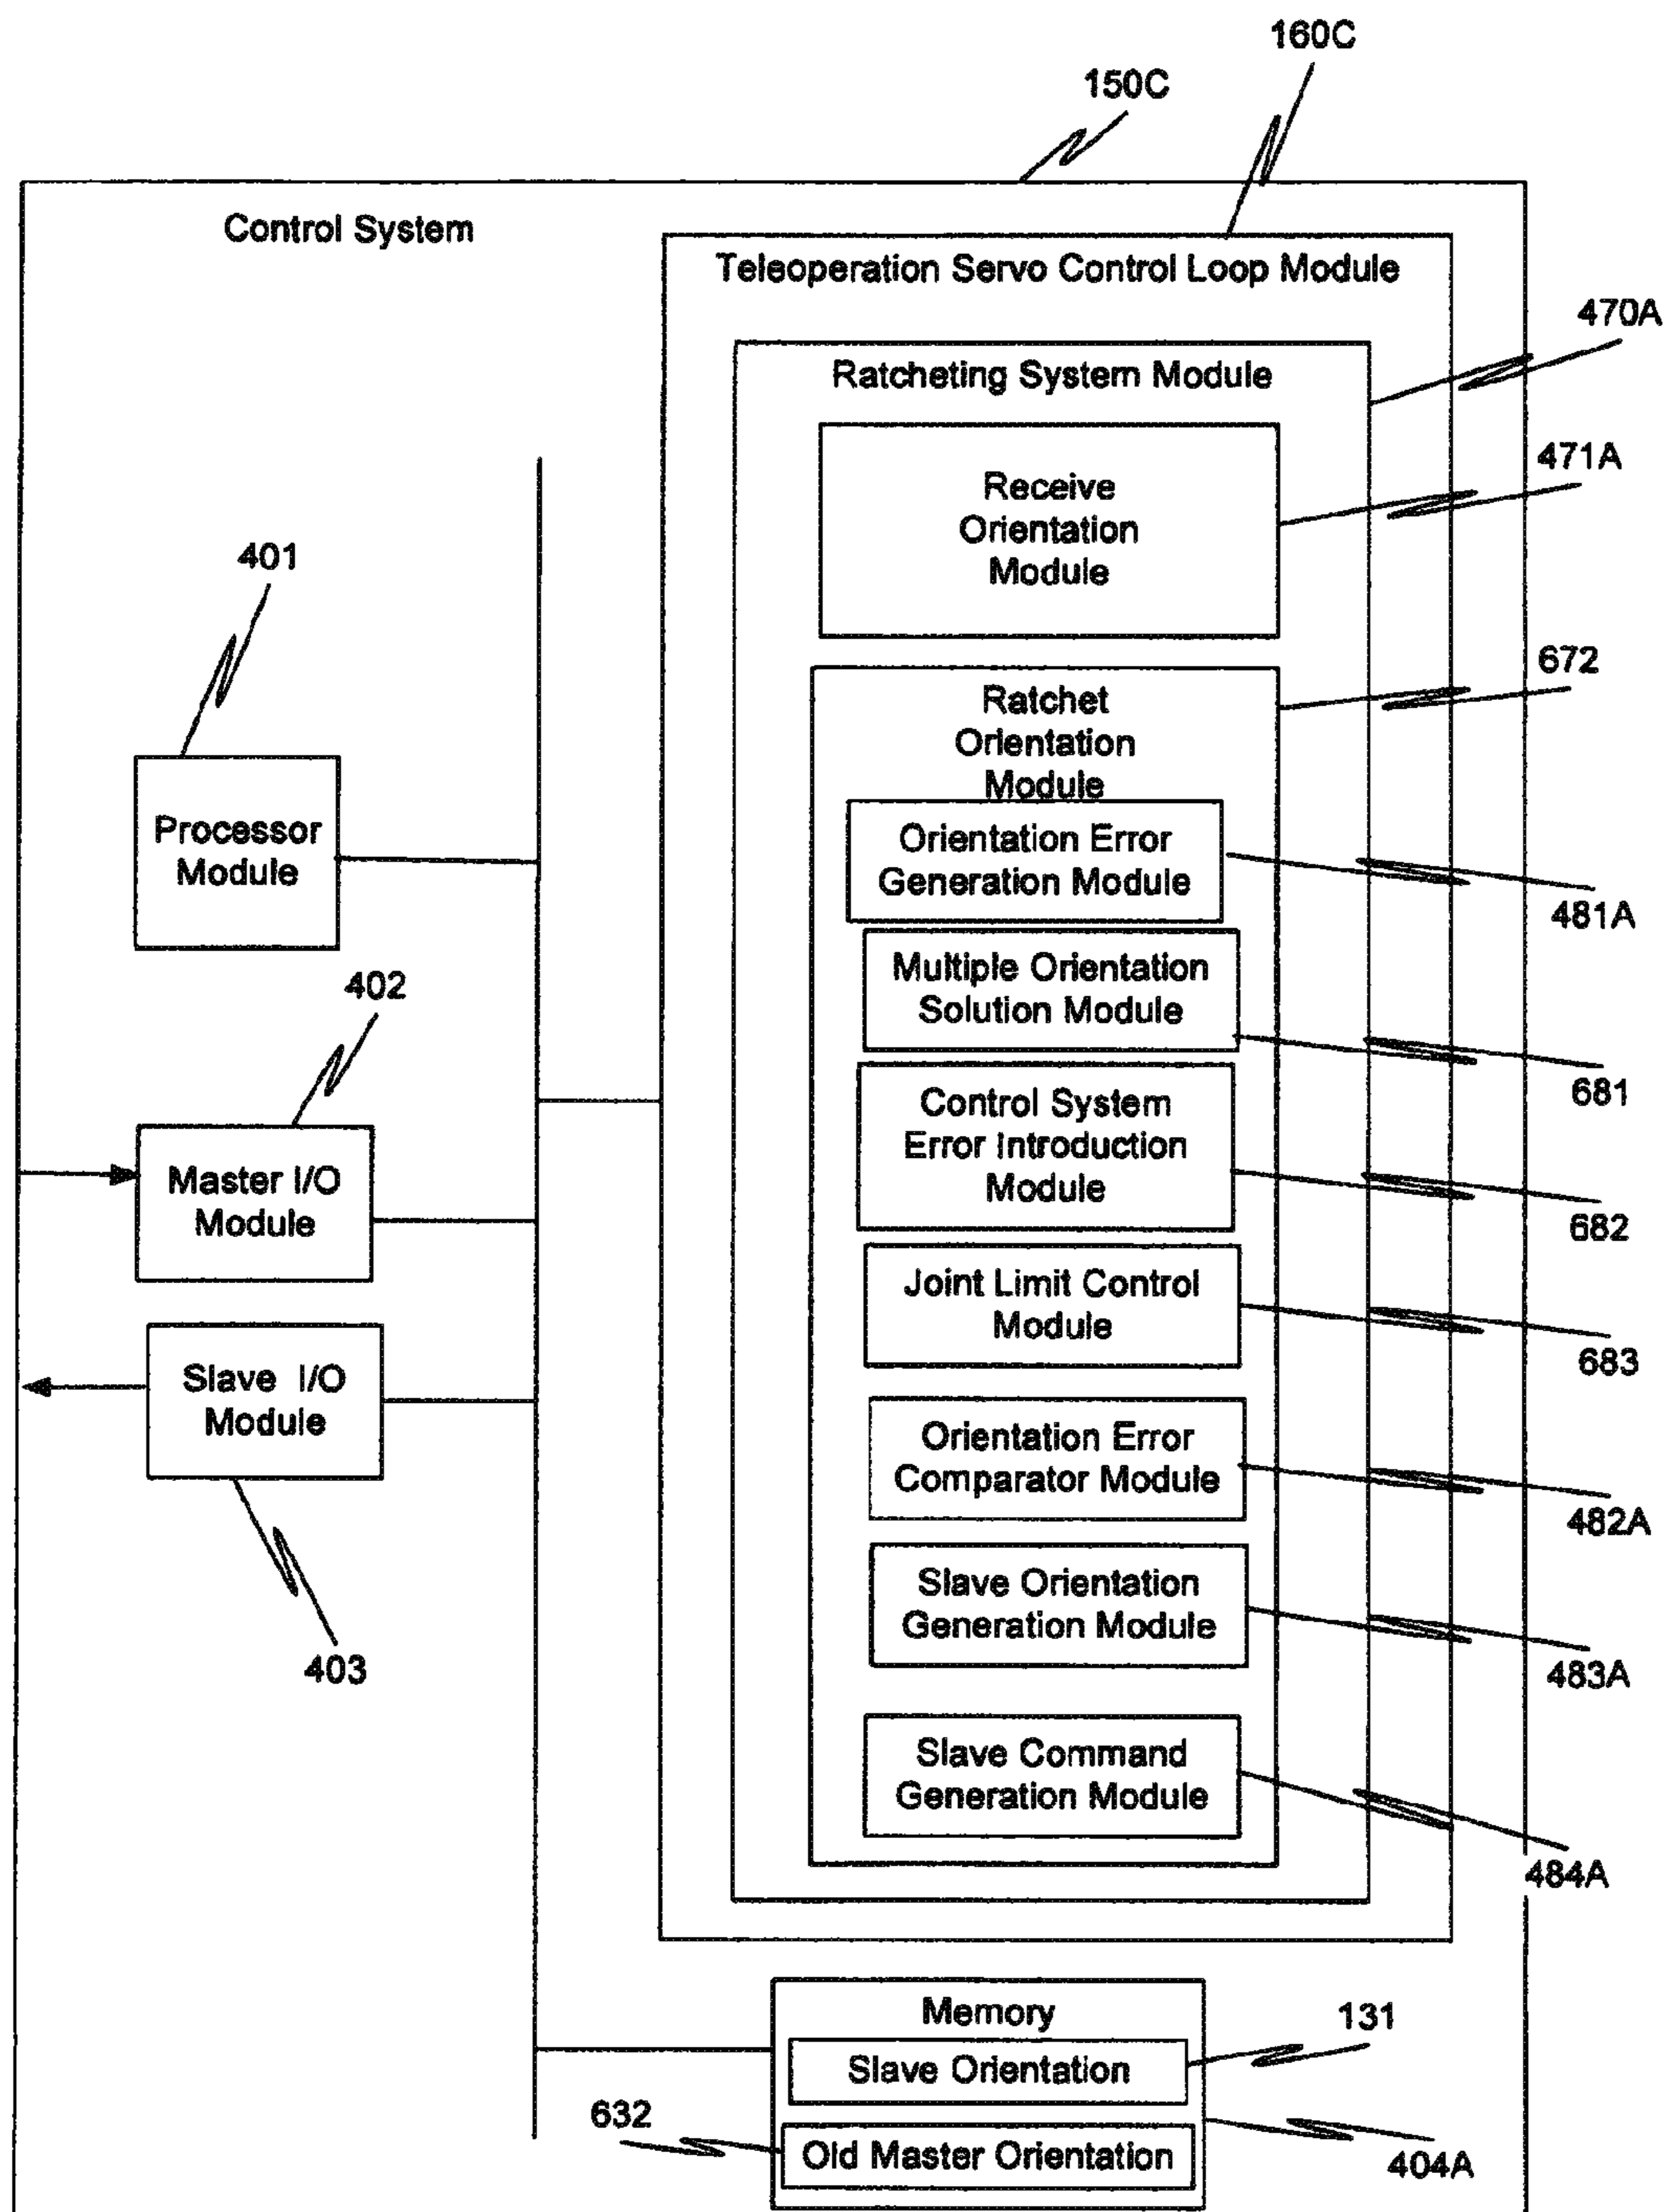 160C
150C
Control System
Teleoperation Servo Control Loop Module
470A
Ratcheting System Module
471A
Receive
Orientation
Module
401
672
Ratchet
Orientation
Module
Processor
Module
Orientation Error
Generation Module
481A
402
Multiple Orientation
Solution Module
681
Control System
Error Introduction
Module
682
Master I/O
Module
Joint Limit Control
Module
683
Slave I/O
Module
Orientation Error
Comparator Module
482A
403
Slave Orientation
Generation Module
483A
Slave Command
Generation Module
484A
Memory
131
Slave Orientation
632
Old Master Orientation
404A